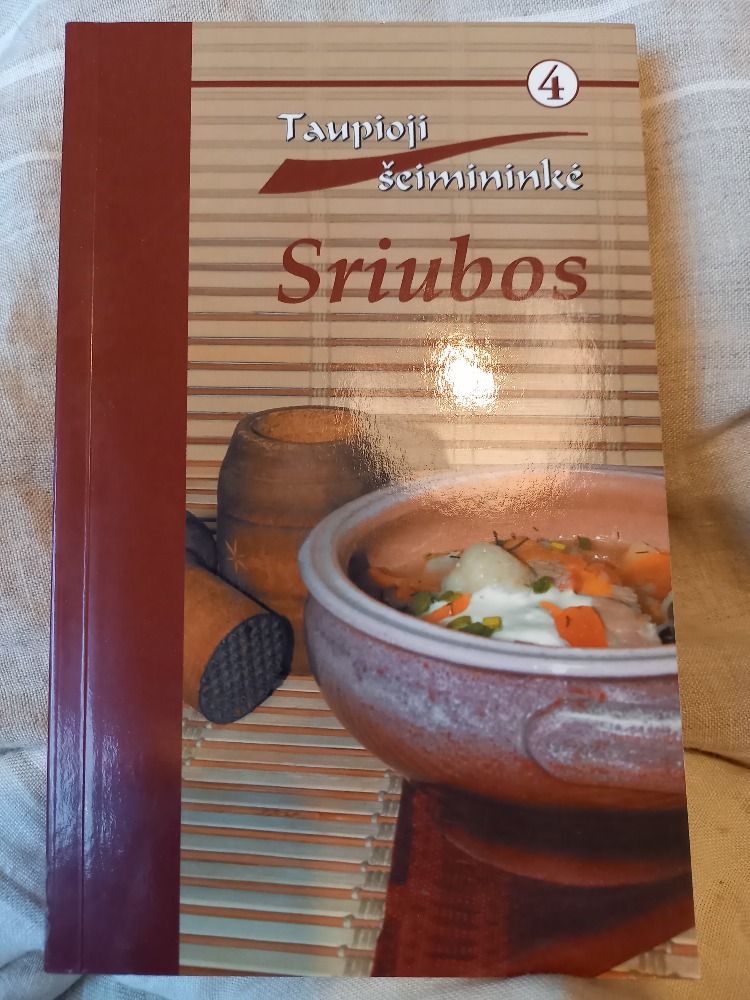 4
Taupioji
šeimininkė
Sriubos